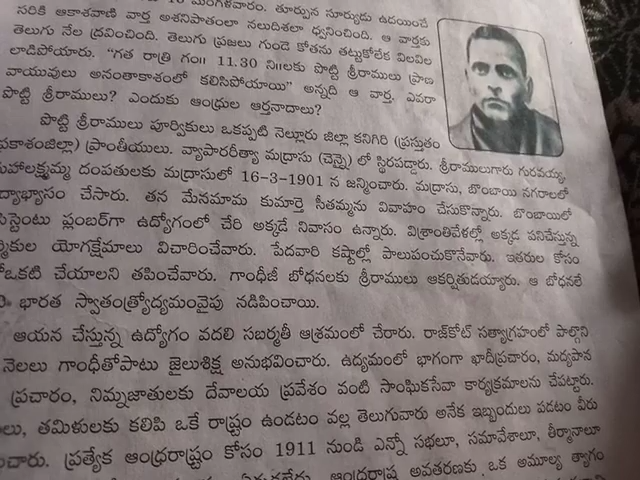 మంగళవారం. తూర్పున సూర్యుడు ఉదయించే
సరికి ఆకాశవాణి వార్త అశనిపాతంలా నలుదిశలా ధ్వనించింది. ఆ వార్తకు
తెలుగు నేల ద్రవించింది. తెలుగు ప్రజలు గుండె కోతను తట్టుకోలేక విలవిల
లాడిపోయారు. "గత రాత్రి గం॥ 11.30 ని॥లకు పొట్టి శ్రీరాములు ప్రాణ
వాయువులు అనంతాకాశంలో కలిసిపోయాయి" అన్నది ఆ వార్త. ఎవరా
పొట్టి శ్రీరాములు? ఎందుకు ఆంధ్రుల ఆర్తనాదాలు?
పొట్టి శ్రీరాములు పూర్వికులు ఒకప్పటి నెల్లూరు జిల్లా కనిగిరి (ప్రస్తుతం
ప్రకాశంజిల్లా) ప్రాంతీయులు. వ్యాపారరీత్యా మద్రాసు (చెన్నై) లో స్థిరపడ్డారు. శ్రీరాములుగారు గురవయ్య,
మహాలక్ష్మమ్మ దంపతులకు మద్రాసులో 16-3-1901 న జన్మించారు. మద్రాసు, బొంబాయి నగరాలలో
ద్యాభ్యాసం చేసారు. తన మేనమామ కుమార్తె సీతమ్మను వివాహం చేసుకొన్నారు. బొంబాయిలో
సిస్టెంటు ప్లంబర్‌గా ఉద్యోగంలో చేరి అక్కడే నివాసం ఉన్నారు. విశ్రాంతివేళల్లో అక్కడ పనిచేస్తున్న
ర్మికుల యోగక్షేమాలు విచారించేవారు. పేదవారి కష్టాల్లో పాలుపంచుకొనేవారు. ఇతరుల కోసం
ఒకటి చేయాలని తపించేవారు. గాంధీజీ బోధనలకు శ్రీరాములు ఆకర్షితుడయ్యారు. ఆ బోధనలే
భారత స్వాతంత్ర్యోద్యమంవైపు నడిపించాయి.
ఆయన చేస్తున్న ఉద్యోగం వదలి సబర్మతీ ఆశ్రమంలో చేరారు. రాజ్‌కోట్ సత్యాగ్రహంలో పాల్గొని
నెలలు గాంధీతోపాటు జైలుశిక్ష అనుభవించారు. ఉద్యమంలో భాగంగా ఖాదీప్రచారం, మద్యపాన
ప్రచారం, నిమ్నజాతులకు దేవాలయ ప్రవేశం వంటి సాంఘికసేవా కార్యక్రమాలను చేపట్టారు.
లు, తమిళులకు కలిపి ఒకే రాష్ట్రం ఉండటం వల్ల తెలుగువారు అనేక ఇబ్బందులు పడటం వీరు
చారు. ప్రత్యేక ఆంధ్రరాష్ట్రం కోసం 1911 నుండి ఎన్నో సభలూ, సమావేశాలూ, తీర్మానాలూ
ఆంధ్రరాష్ట్ర అవతరణకు ఒక అమూల్య త్యాగం